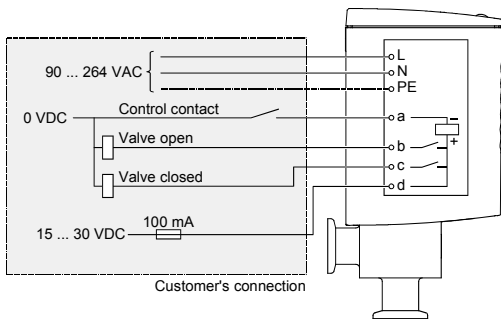 90 ... 264 VAC
L
N
PE
0 VDC
Control contact
a
Valve open
b
Valve closed
c
15 ... 30 VDC
100 mA
d
−
+
Customer's connection